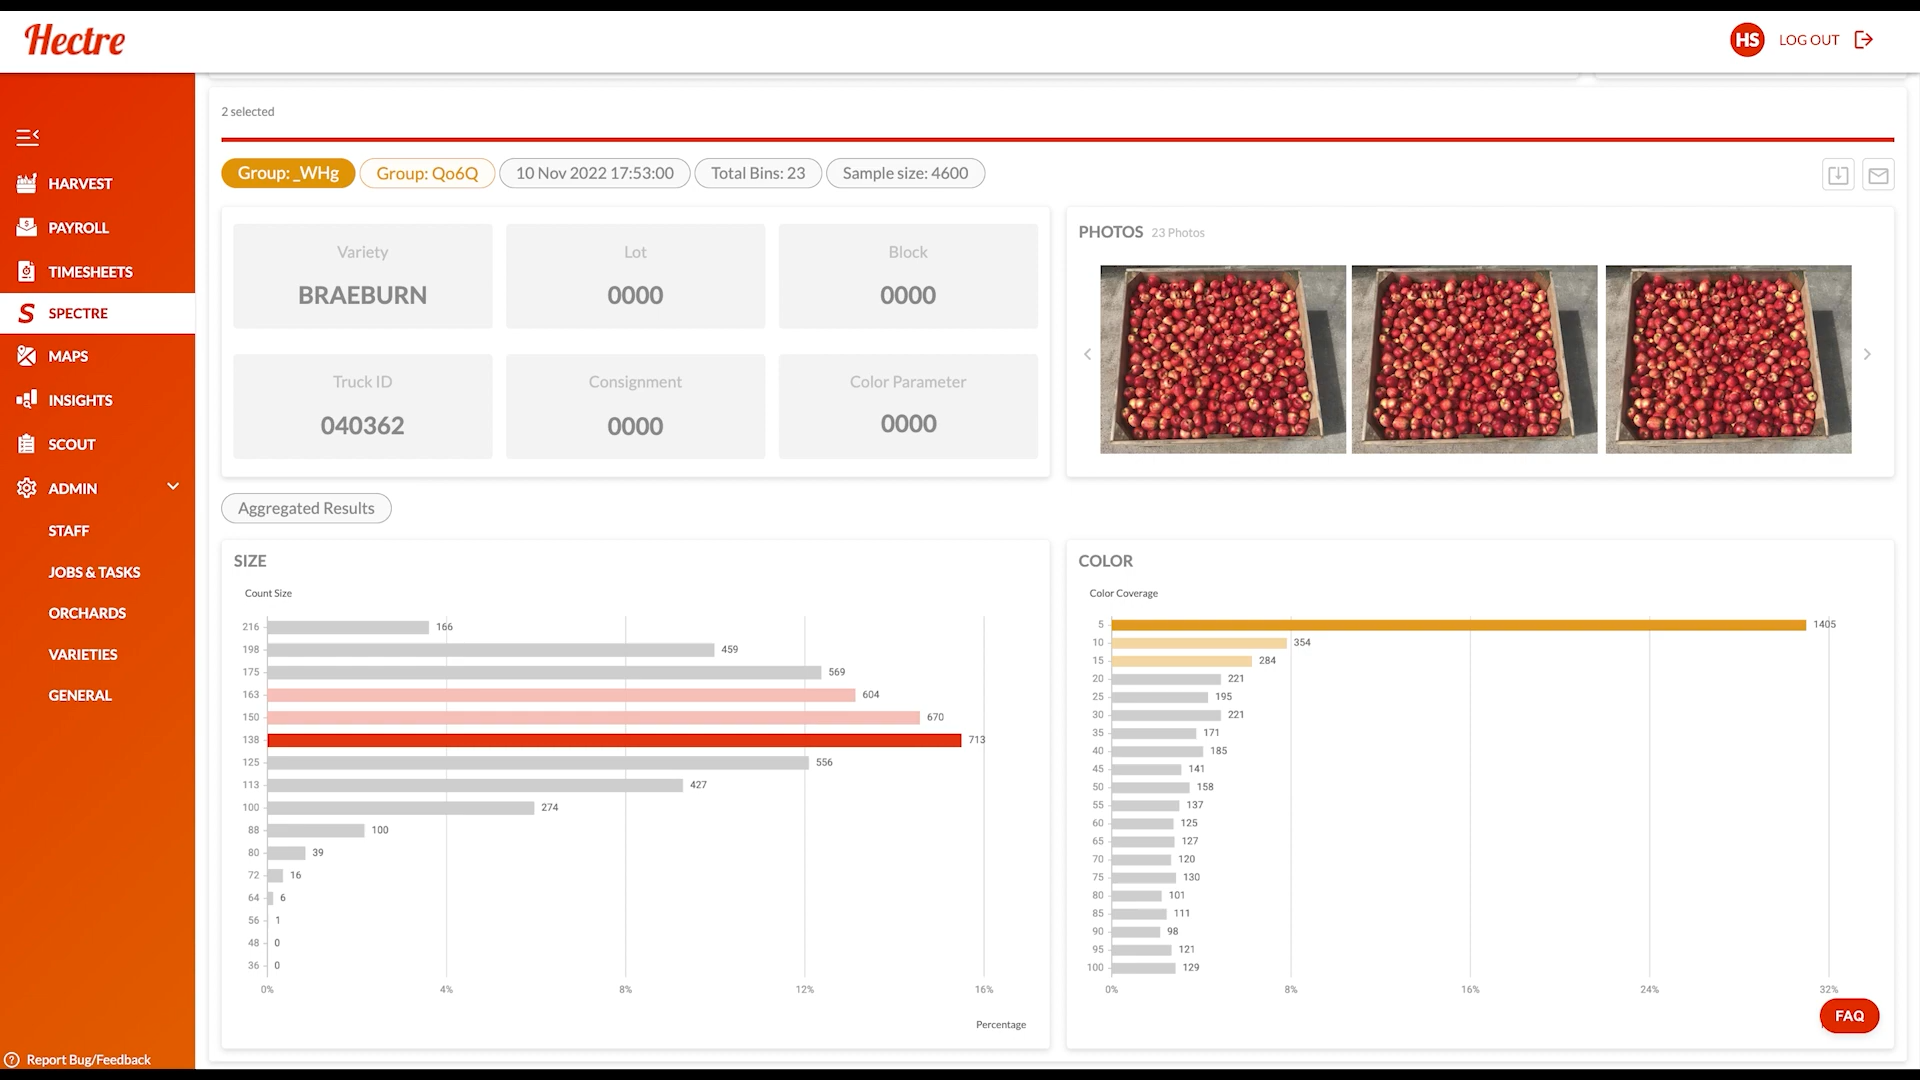 Hectre
HS LOG OUT
2 selected
Group: _WHg Group: Qo6Q 10 Nov 2022 17:53:00 Total Bins: 23 Sample size: 4600
HARVEST
PAYROLL
TIMESHEETS
S SPECTRE
MAPS
INSIGHTS
SCOUT
ADMIN
STAFF
JOBS & TASKS
ORCHARDS
VARIETIES
GENERAL
? Report Bug/Feedback
Variety
BRAEBURN
Lot
0000
Block
0000
Truck ID
040362
Consignment
0000
Color Parameter
0000
PHOTOS 23 Photos
Aggregated Results
SIZE
Count Size
216 166
198 459
175 569
163 604
150 670
138 713
125 556
113 427
100 274
88 100
80 39
72 16
64 6
56 1
48 0
36 0
0% 4% 8% 12% 16%
Percentage
COLOR
Color Coverage
5 1405
10 354
15 284
20 221
25 195
30 221
35 171
40 185
45 141
50 158
55 137
60 125
65 127
70 120
75 130
80 101
85 111
90 98
95 121
100 129
0% 8% 16% 24% 32%
FAQ